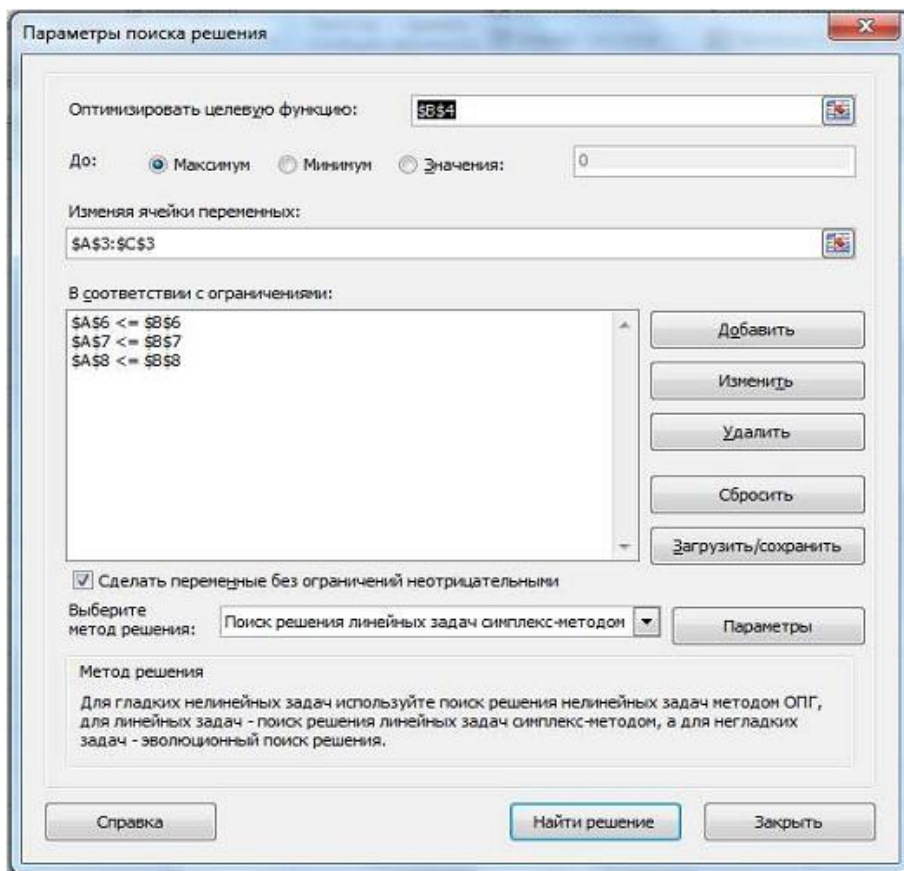 Параметры поиска решения
Оптимизировать целевую функцию:
$B$4
До:
Максимум
Минимум
Значения:
0
Изменяя ячейки переменных:
$A$3:$C$3
В соответствии с ограничениями:
$A$6 <= $B$6
$A$7 <= $B$7
$A$8 <= $B$8
Добавить
Изменить
Удалить
Сбросить
Загрузить/сохранить
Сделать переменные без ограничений неотрицательными
Выберите
метод решения:
Поиск решения линейных задач симплекс-методом
Параметры
Метод решения
Для гладких нелинейных задач используйте поиск решения нелинейных задач методом ОПГ,
для линейных задач - поиск решения линейных задач симплекс-методом, а для негладких
задач - эволюционный поиск решения.
Справка
Найти решение
Закрыть